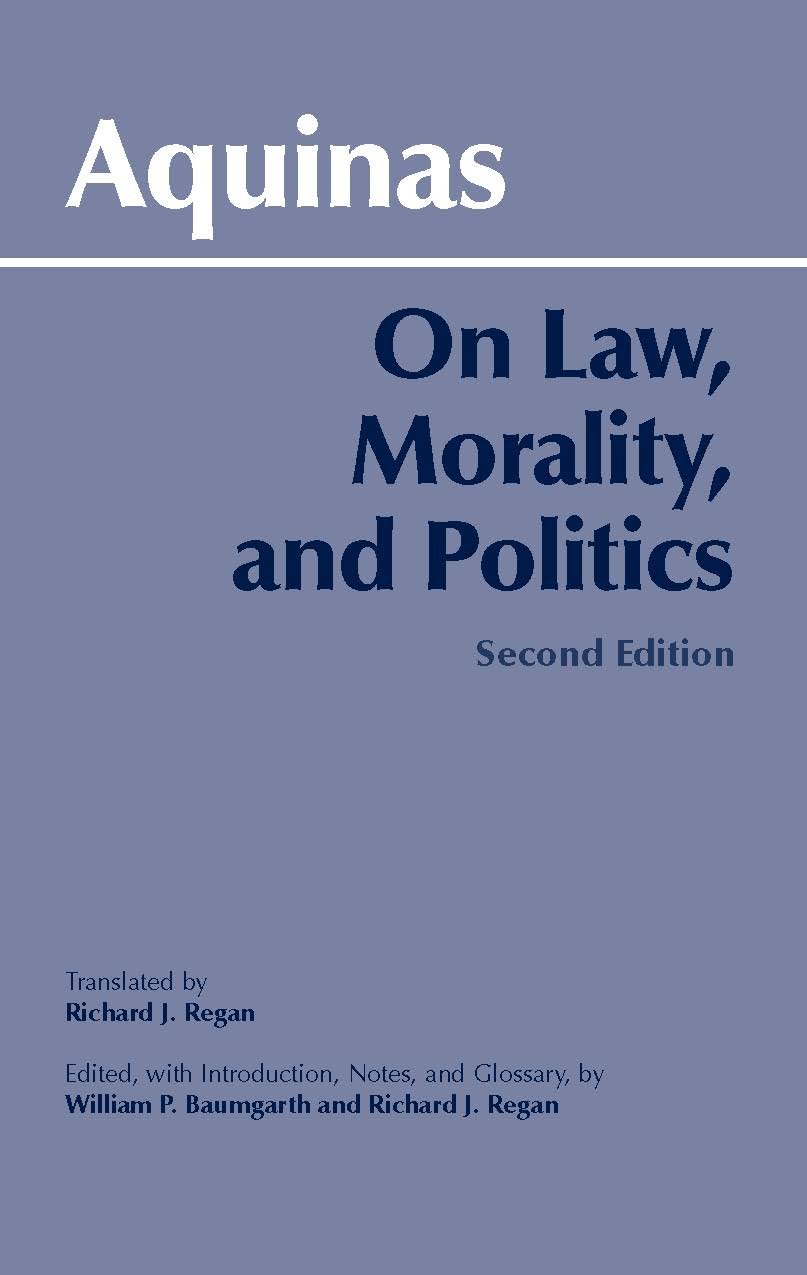 Aquinas
On Law,
Morality,
and Politics
Second Edition
Translated by
Richard J. Regan
Edited, with Introduction, Notes, and Glossary, by
William P. Baumgarth and Richard J. Regan